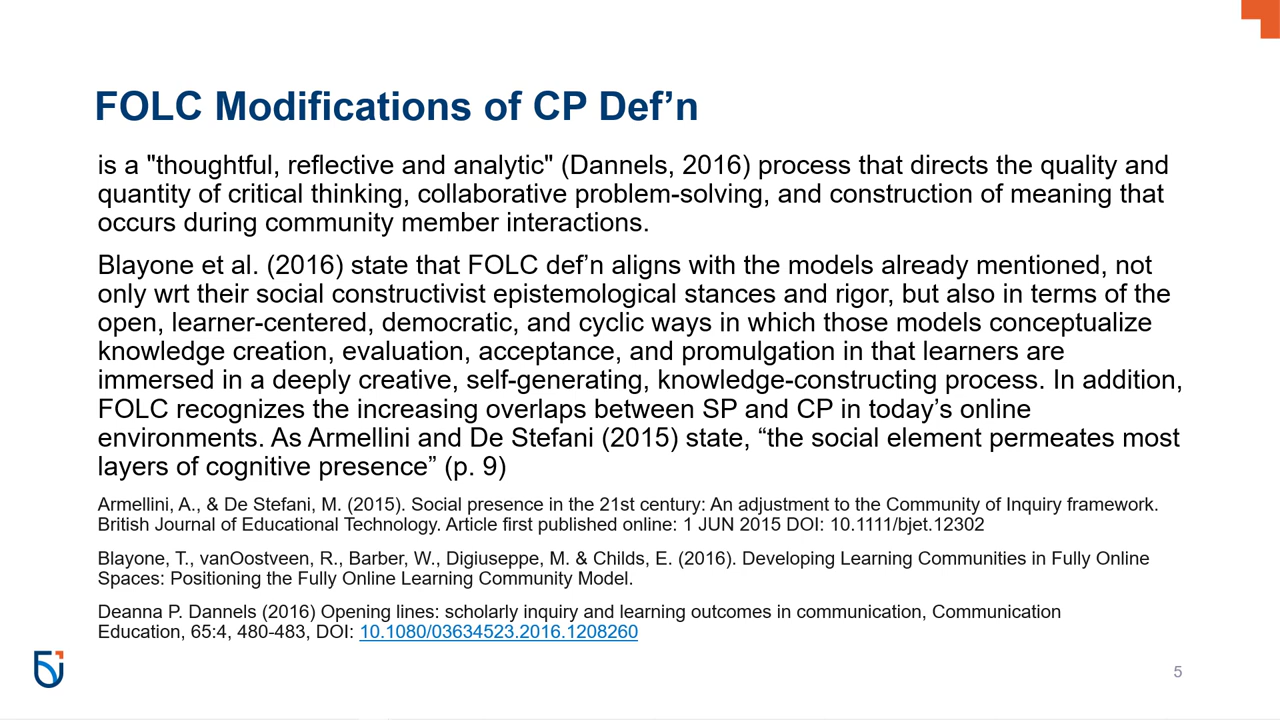 FOLC Modifications of CP Def’n
is a "thoughtful, reflective and analytic" (Dannels, 2016) process that directs the quality and
quantity of critical thinking, collaborative problem-solving, and construction of meaning that
occurs during community member interactions.
Blayone et al. (2016) state that FOLC def’n aligns with the models already mentioned, not
only wrt their social constructivist epistemological stances and rigor, but also in terms of the
open, learner-centered, democratic, and cyclic ways in which those models conceptualize
knowledge creation, evaluation, acceptance, and promulgation in that learners are
immersed in a deeply creative, self-generating, knowledge-constructing process. In addition,
FOLC recognizes the increasing overlaps between SP and CP in today’s online
environments. As Armellini and De Stefani (2015) state, “the social element permeates most
layers of cognitive presence” (p. 9)
Armellini, A., & De Stefani, M. (2015). Social presence in the 21st century: An adjustment to the Community of Inquiry framework.
British Journal of Educational Technology. Article first published online: 1 JUN 2015 DOI: 10.1111/bjet.12302
Blayone, T., vanOostveen, R., Barber, W., Digiuseppe, M. & Childs, E. (2016). Developing Learning Communities in Fully Online
Spaces: Positioning the Fully Online Learning Community Model.
Deanna P. Dannels (2016) Opening lines: scholarly inquiry and learning outcomes in communication, Communication
Education, 65:4, 480-483, DOI: 10.1080/03634523.2016.1208260
5